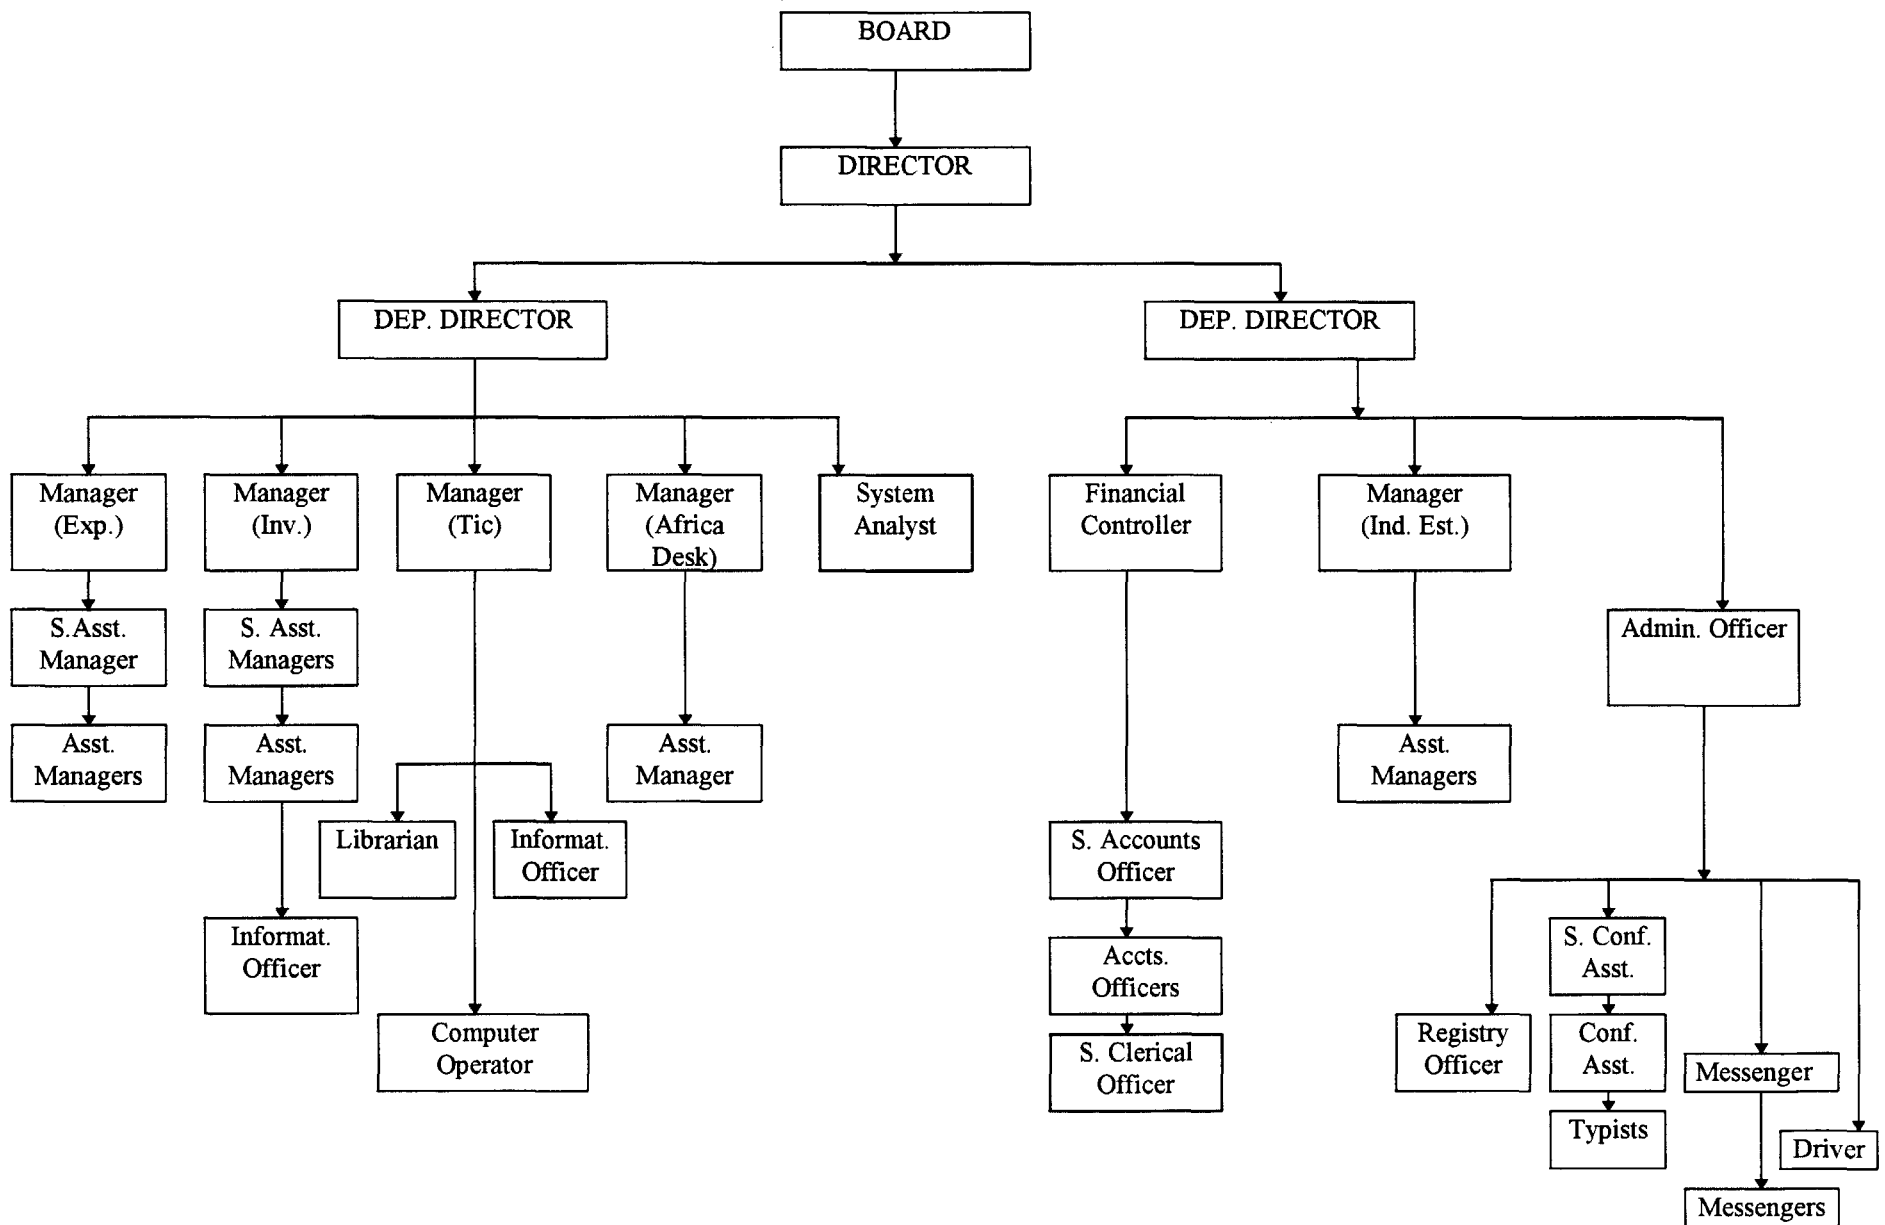 BOARD
DIRECTOR
DEP. DIRECTOR
DEP. DIRECTOR
Manager
(Exp.)
Manager
(Inv.)
Manager
(Tic)
Manager
(Africa
Desk)
System
Analyst
Financial
Controller
Manager
(Ind. Est.)
S.Asst.
Manager
S. Asst.
Managers
Admin. Officer
Asst.
Managers
Asst.
Managers
Asst.
Manager
Asst.
Managers
Librarian
Informat.
Officer
S. Accounts
Officer
Informat.
Officer
S. Conf.
Asst.
Accts.
Officers
Computer
Operator
S. Clerical
Officer
Registry
Officer
Conf.
Asst.
Messenger
Typists
Driver
Messengers